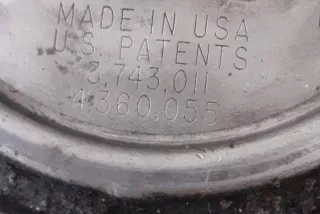 MADE IN USA
U.S. PATENTS
3,743,011
4,360,055